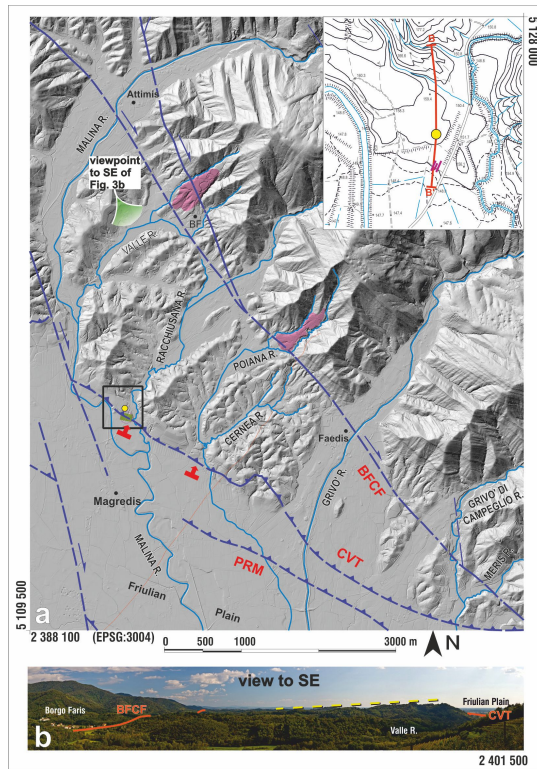 5 128 000
B
Attimis
MALINA R.
viewpoint
to SE of
Fig. 3b
BF
VALLE R.
RACCHIUSANA R.
POIANA R.
CERNEA R.
Faedis
GRIVO' R.
BFCF
GRIVO' DI
CAMPEGLIO R.
MERIS R.
Magredis
MALINA R.
PRM
CVT
Friulian
Plain
5 109 500
a
2 388 100 (EPSG:3004)
0 500 1000 3000 m
N
view to SE
Borgo Faris
BFCF
Friulian Plain
CVT
Valle R.
b
2 401 500